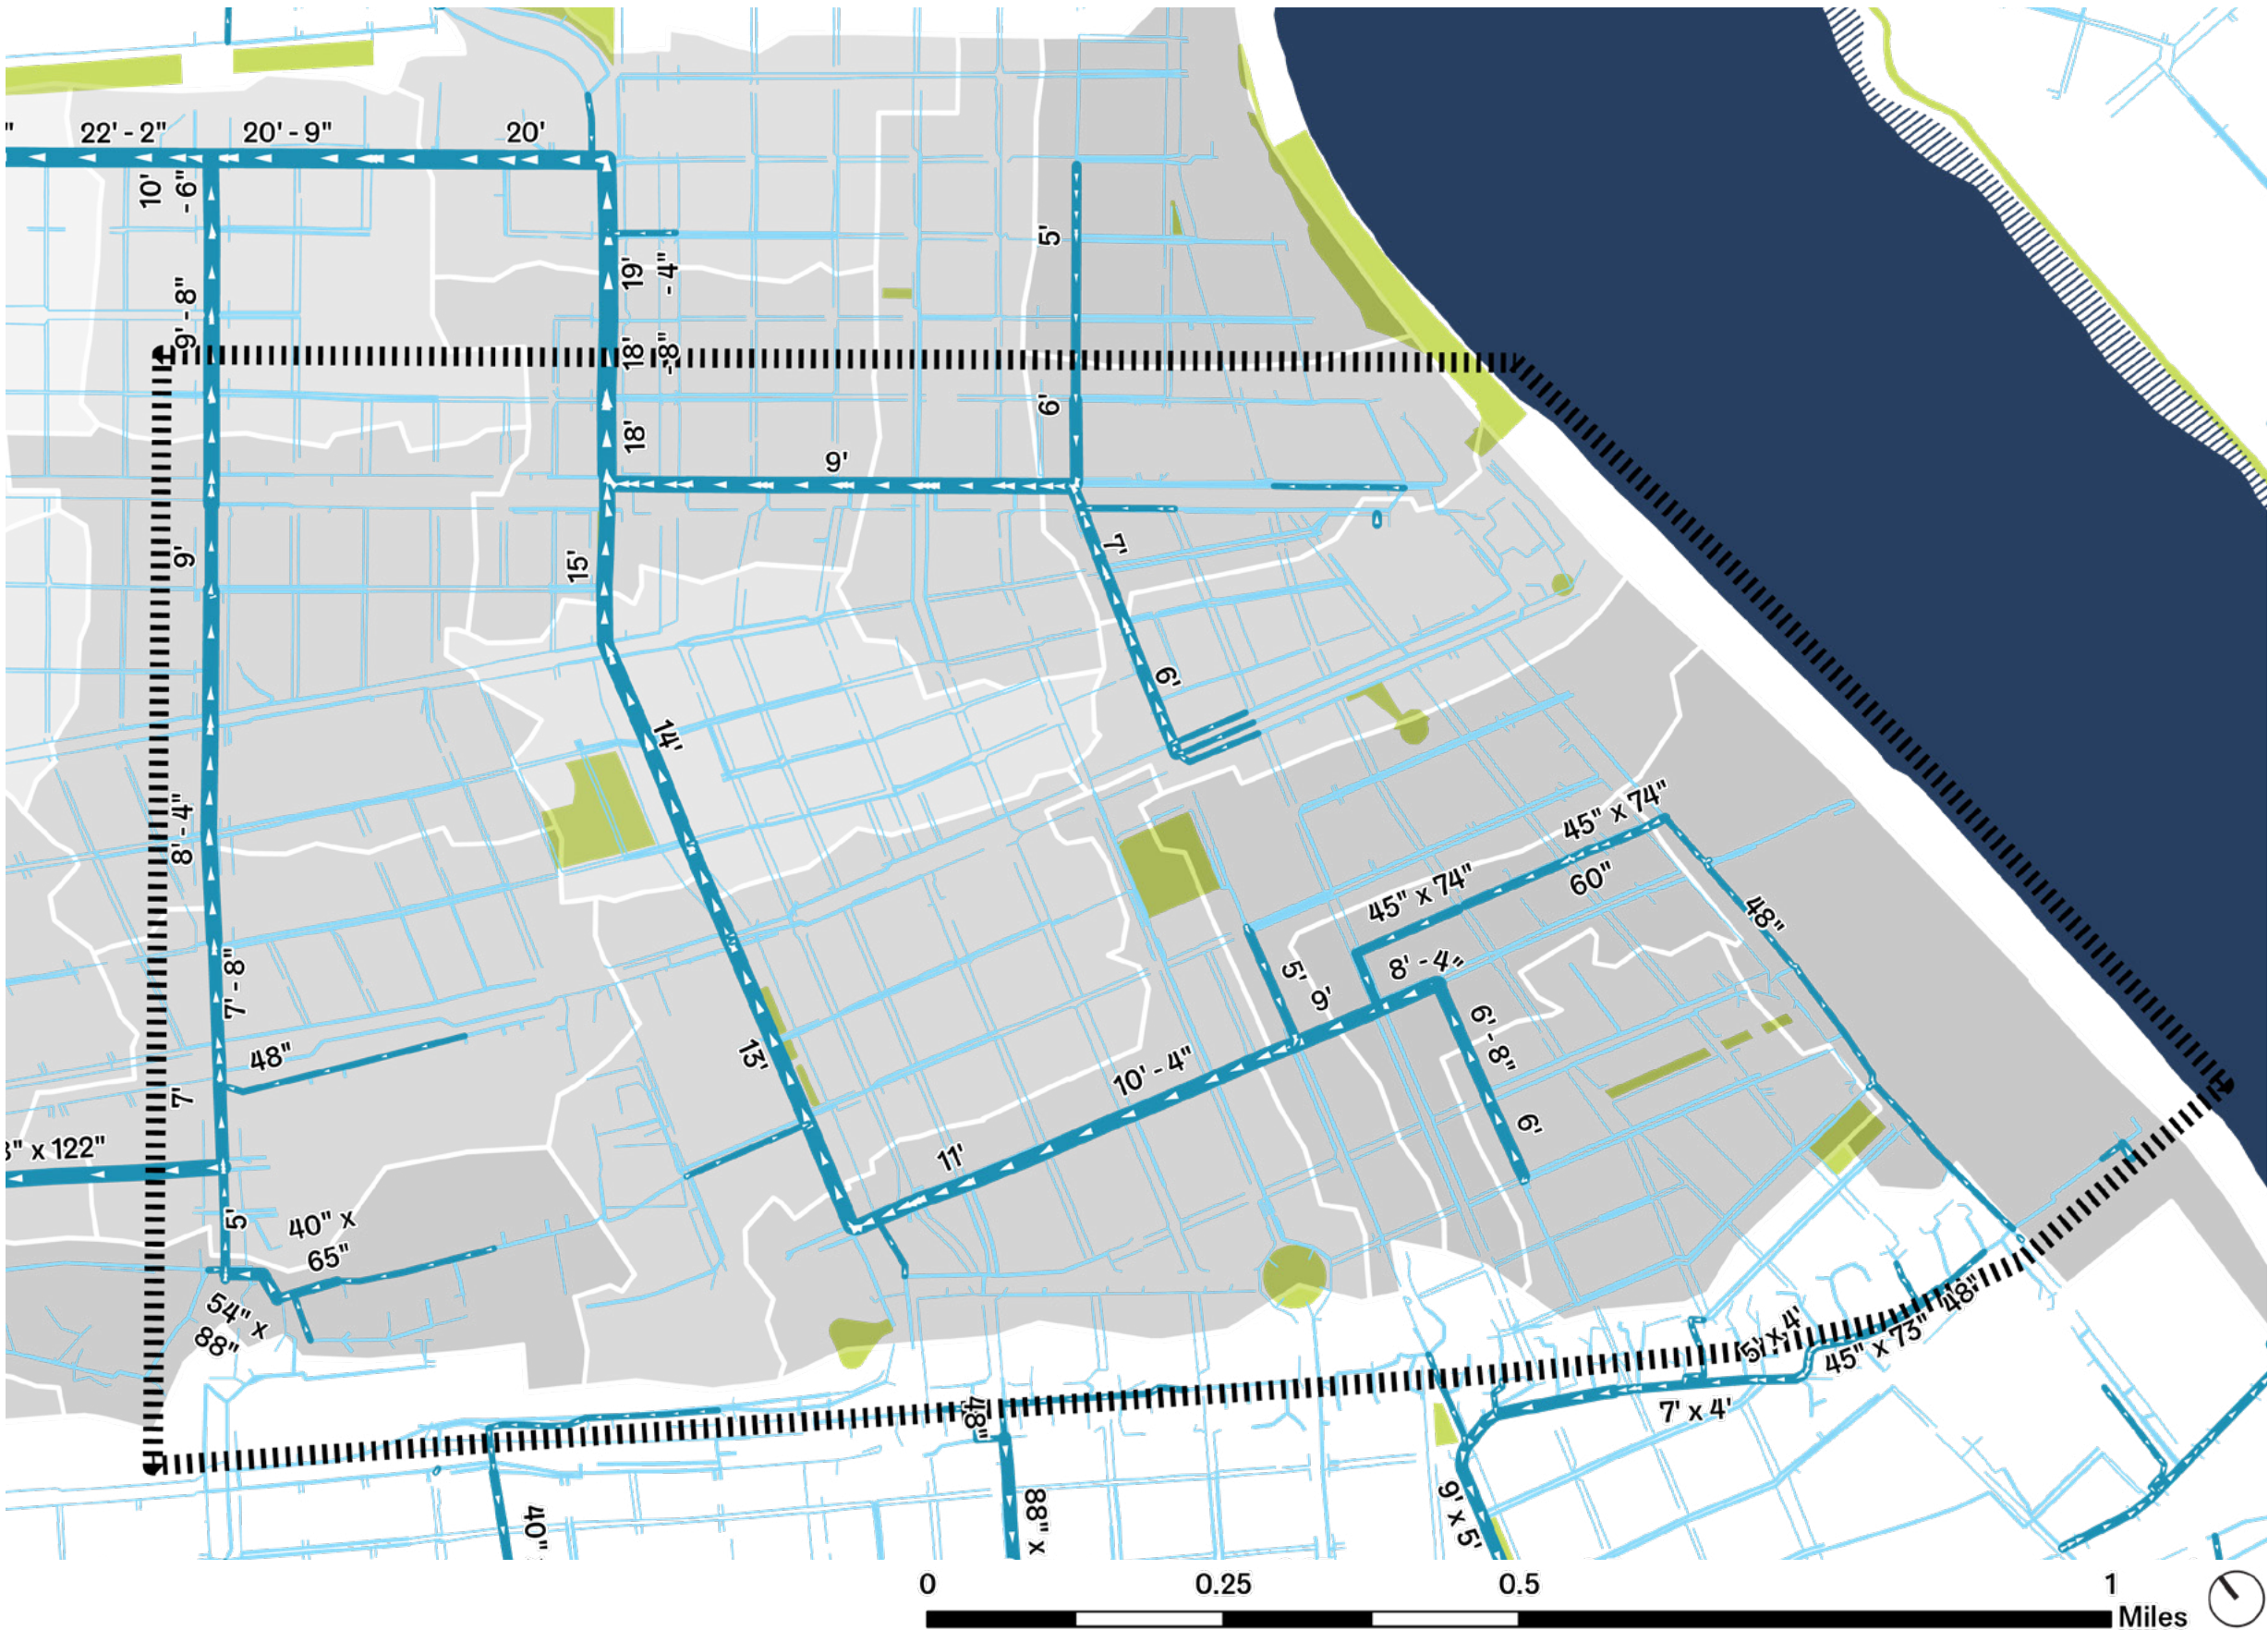 "
22' - 2"
20' - 9"
20'
10'
- 6"
5'
19'
- 4"
9' - 8"
18'
-8"
6'
18'
9'
9'
15'
7'
6'
14'
8' - 4"
45" x 74"
60"
45" x 74"
48"
7' - 8"
5'
9'
8' - 4"
6' - 8"
48"
13'
10' - 4"
7'
6'
" x 122"
11'
5'
40" x
65"
54" x
88"
5' x 4'
48"
45" x 73"
7' x 4'
48"
40"
88" x
9' x 5'
0
0.25
0.5
1
Miles